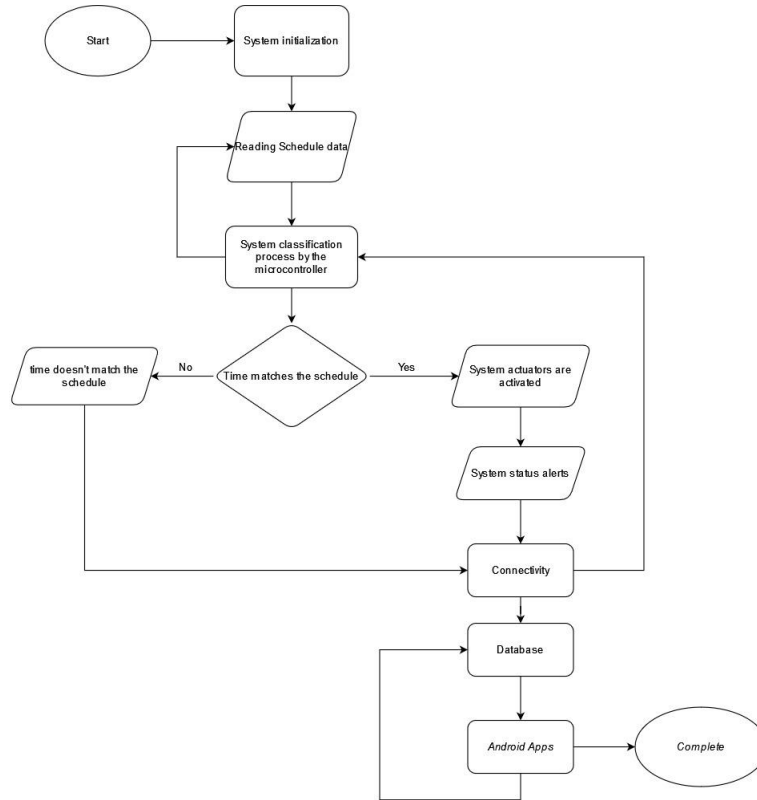 Start
System initialization
Reading Schedule data
System classification
process by the
microcontroller
time doesn't match the
schedule
No
Time matches the schedule
Yes
System actuators are
activated
System status alerts
Connectivity
Database
Android Apps
Complete